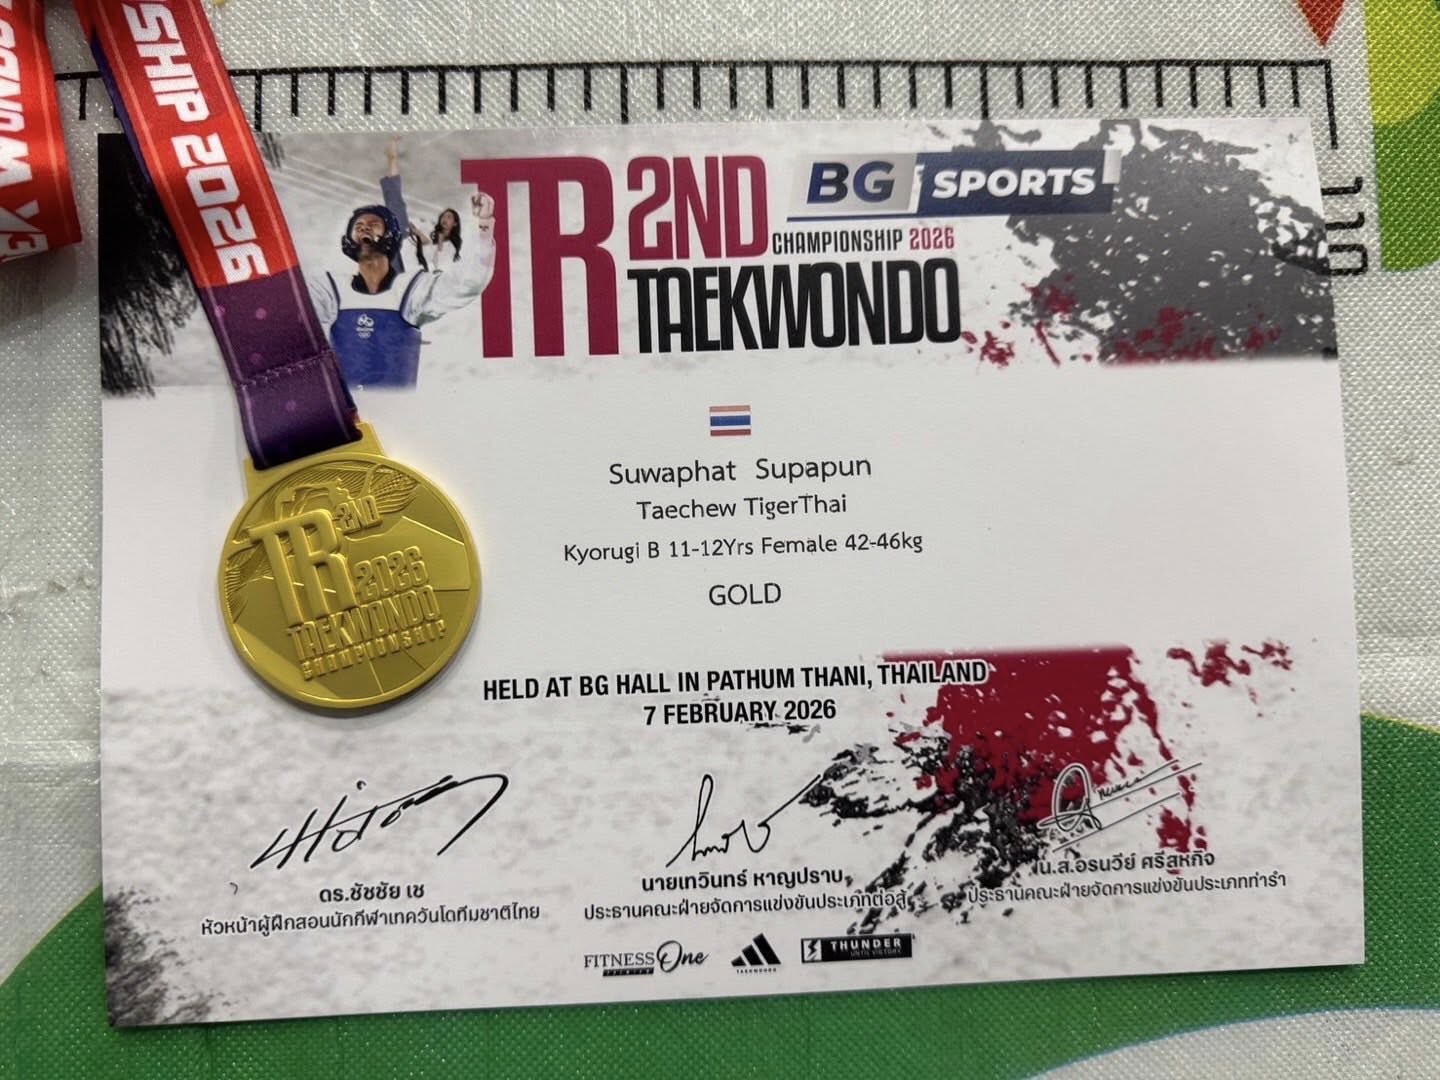 SHIP 2026
TR 2ND
BG SPORTS
CHAMPIONSHIP 2026
TAEKWONDO
110
Suwaphat Supapun
Taechew TigerThai
Kyorugi B 11-12Yrs Female 42-46kg
GOLD
TR 2ND
2026
TAEKWONDO
CHAMPIONSHIP
HELD AT BG HALL IN PATHUM THANI, THAILAND
7 FEBRUARY 2026
ดร.ชัชชัย เช
หัวหน้าผู้ฝึกสอนนักกีฬาเทควันโดทีมชาติไทย
นายเทวินทร์ หาญปราบ
ประธานคณะฝ่ายจัดการแข่งขันประเภทต่อสู้
น.ส.อรนวีย์ ศรีสหกิจ
ประธานคณะฝ่ายจัดการแข่งขันประเภทท่ารำ
FITNESS One
TAEKWONDO
THUNDER
UNTIL VICTORY